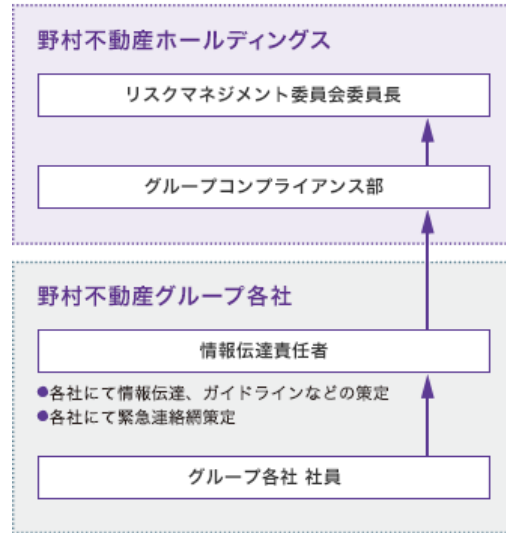 野村不動産ホールディングス
リスクマネジメント委員会委員長
グループコンプライアンス部
野村不動産グループ各社
情報伝達責任者
●各社にて情報伝達、ガイドラインなどの策定
●各社にて緊急連絡網策定
グループ各社 社員